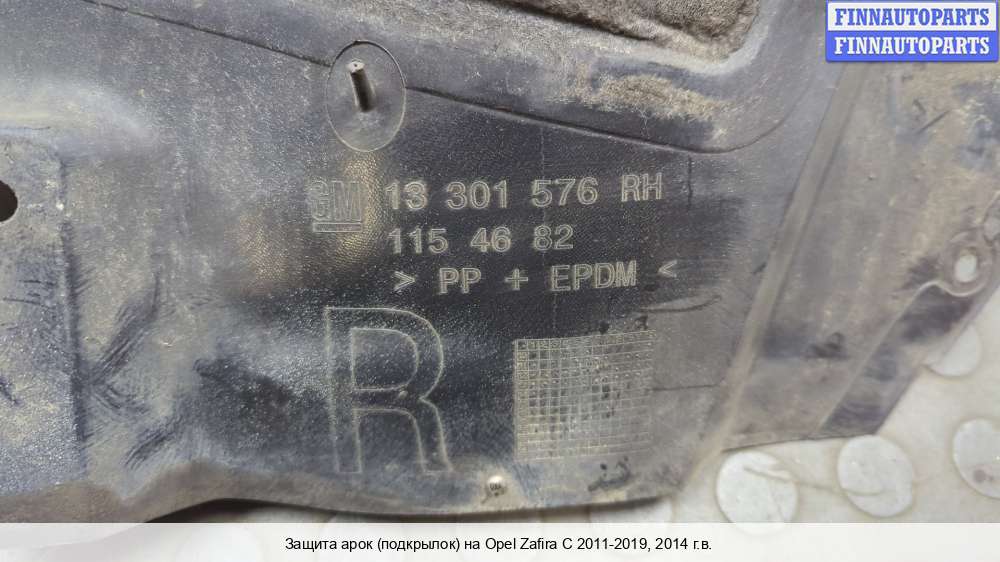 FINNAUTOPARTS
FINNAUTOPARTS
GM 13 301 576 RH
115 46 82
> PP + EPDM <
R
Защита арок (подкрылок) на Opel Zafira C 2011-2019, 2014 г.в.